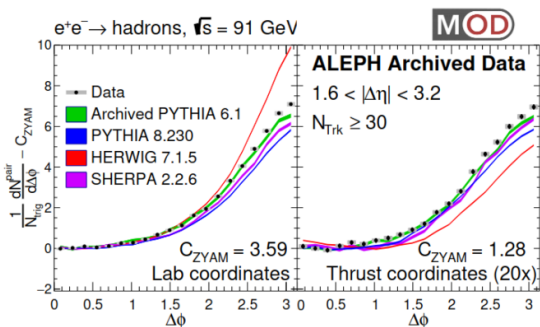 e⁺e⁻→ hadrons, √s = 91 GeV
MOD
10
8
6
4
2
0
−2
1/N_trig dN^pair/dΔφ − C_ZYAM
Data
Archived PYTHIA 6.1
PYTHIA 8.230
HERWIG 7.1.5
SHERPA 2.2.6
C_ZYAM = 3.59
Lab coordinates
0 0.5 1 1.5 2 2.5 3
Δφ
ALEPH Archived Data
1.6 < |Δη| < 3.2
N_Trk ≥ 30
C_ZYAM = 1.28
Thrust coordinates (20x)
0 0.5 1 1.5 2 2.5 3
Δφ